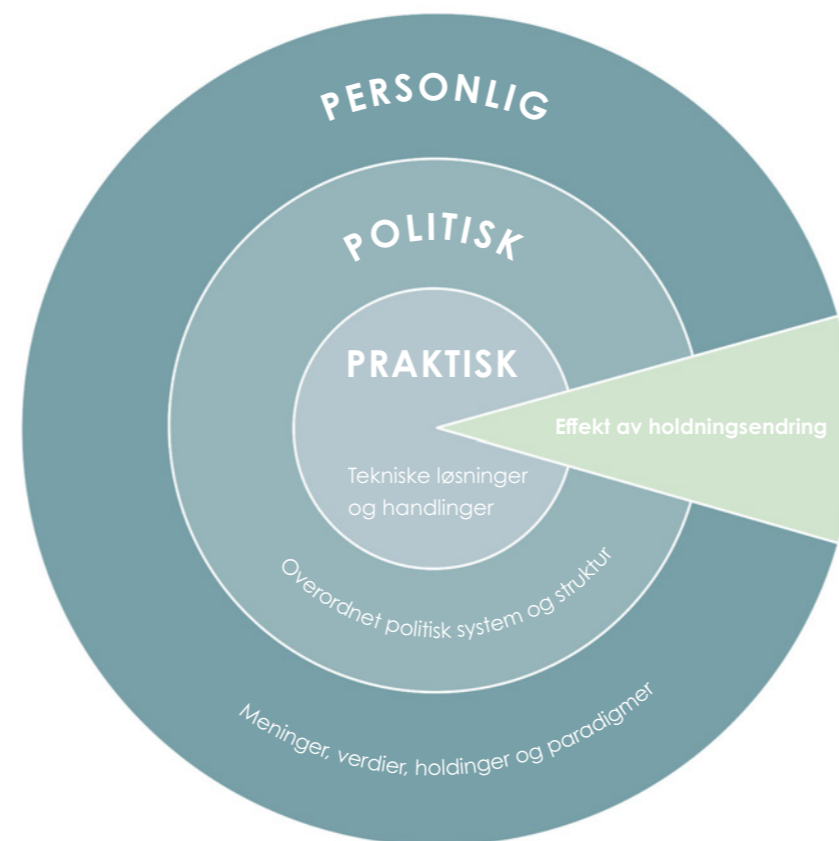 PERSONLIG
POLITISK
PRAKTISK
Effekt av holdningsendring
Tekniske løsninger
og handlinger
Overordnet politisk system og struktur
Meninger, verdier, holdinger og paradigmer